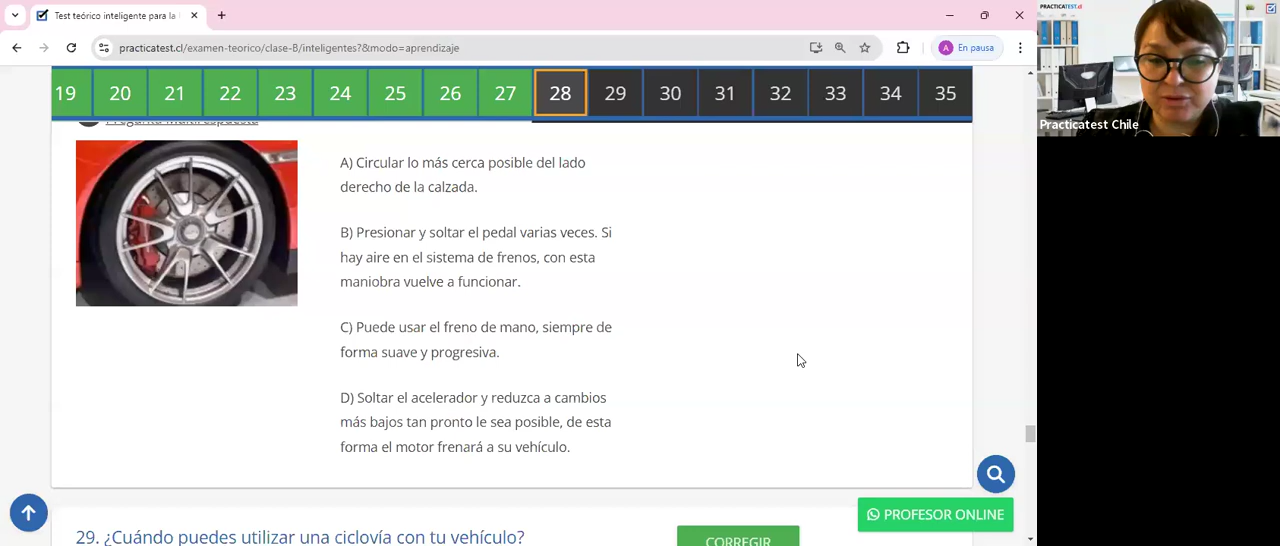 Test teórico inteligente para la
practicatest.cl/examen-teorico/clase-B/inteligentes?&modo=aprendizaje
A
En pausa
PRACTICATEST.cl
Practicatest Chile
19 20 21 22 23 24 25 26 27 28 29 30 31 32 33 34 35
Pregunta Multirespuesta
A) Circular lo más cerca posible del lado
derecho de la calzada.
B) Presionar y soltar el pedal varias veces. Si
hay aire en el sistema de frenos, con esta
maniobra vuelve a funcionar.
C) Puede usar el freno de mano, siempre de
forma suave y progresiva.
D) Soltar el acelerador y reduzca a cambios
más bajos tan pronto le sea posible, de esta
forma el motor frenará a su vehículo.
PROFESOR ONLINE
29. ¿Cuándo puedes utilizar una ciclovía con tu vehículo?
CORREGIR